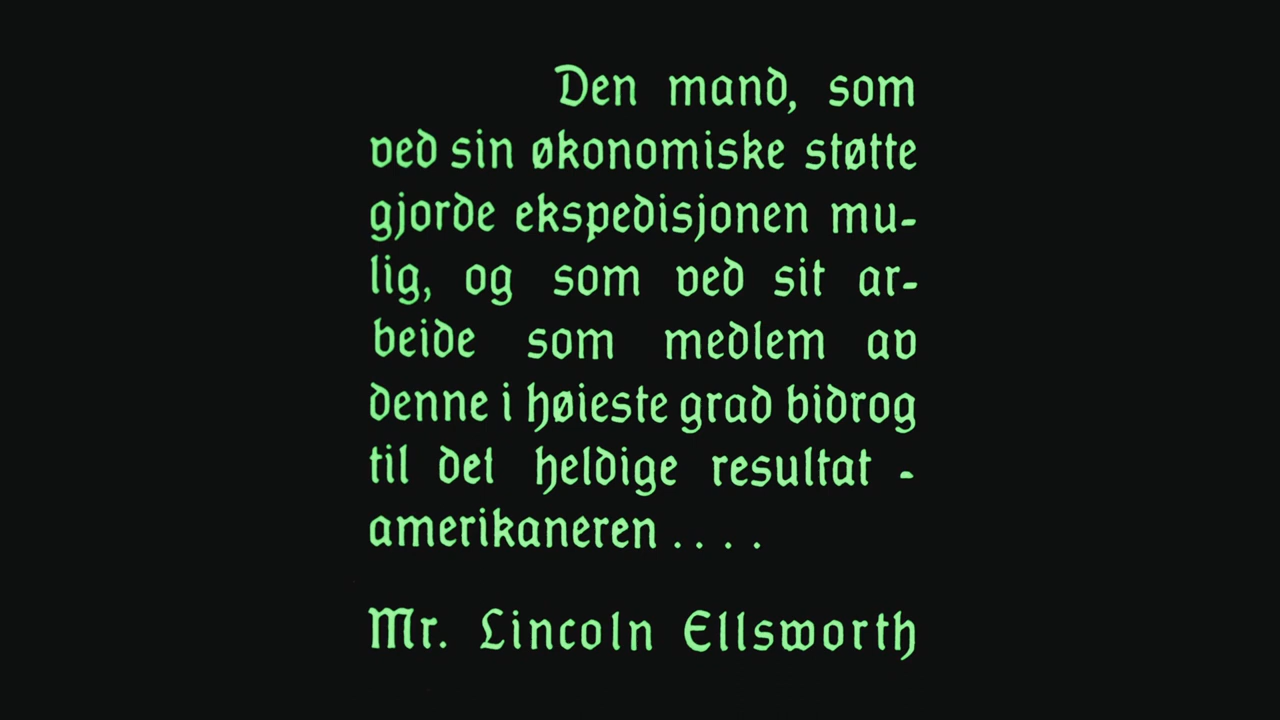 Den mand, som
ved sin økonomiske støtte
gjorde ekspedisjonen mu-
lig, og som ved sit ar-
beide som medlem av
denne i høieste grad bidrog
til det heldige resultat -
amerikaneren . . . .
Mr. Lincoln Ellsworth